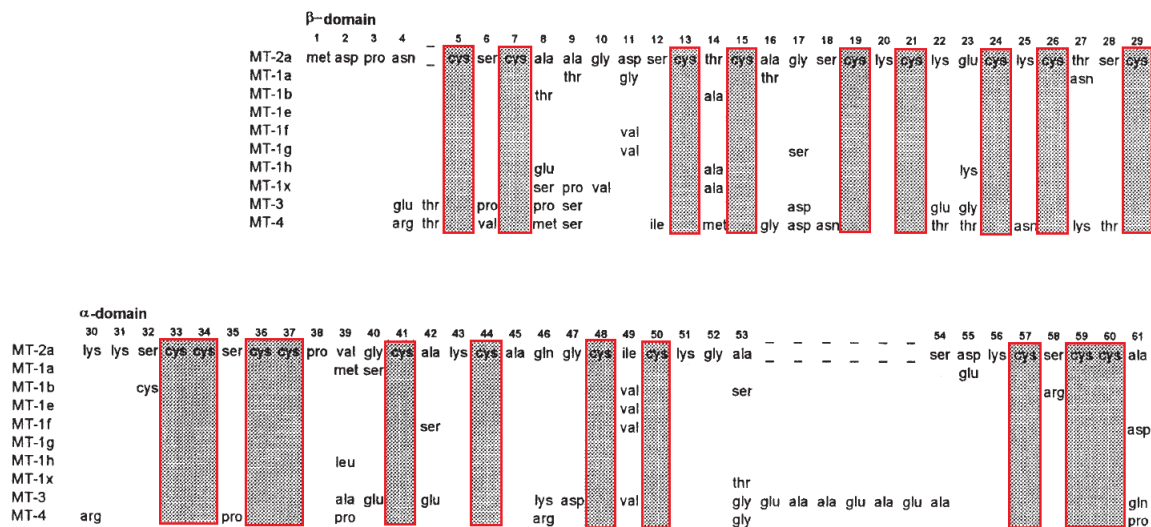 β-domain
1 2 3 4 5 6 7 8 9 10 11 12 13 14 15 16 17 18 19 20 21 22 23 24 25 26 27 28 29
MT-2a met asp pro asn – cys ser cys ala ala gly asp ser cys thr cys ala gly ser cys lys cys lys glu cys lys cys thr ser cys
MT-1a thr gly thr asn
MT-1b thr ala
MT-1e
MT-1f val
MT-1g val ser
MT-1h glu ala lys
MT-1x ser pro val ala
MT-3 glu thr pro pro ser asp glu gly
MT-4 arg thr val met ser ile met gly asp asn thr thr asn lys thr
α-domain
30 31 32 33 34 35 36 37 38 39 40 41 42 43 44 45 46 47 48 49 50 51 52 53 54 55 56 57 58 59 60 61
MT-2a lys lys ser cys cys ser cys cys pro val gly cys ala lys cys ala gln gly cys ile cys lys gly ala – – – – – – – ser asp lys cys ser cys cys ala
MT-1a met ser glu
MT-1b cys val ser arg
MT-1e val
MT-1f ser val asp
MT-1g
MT-1h leu
MT-1x thr
MT-3 ala glu glu lys asp val gly glu ala ala glu ala glu ala gln
MT-4 arg pro pro arg gly pro